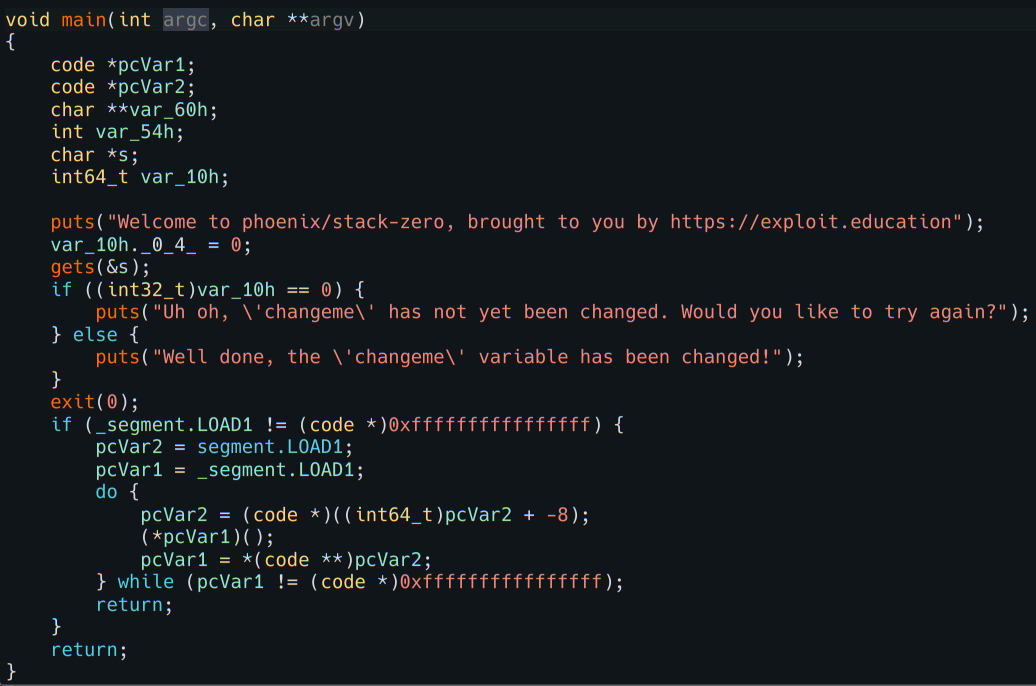 void main(int argc, char **argv)
{
    code *pcVar1;
    code *pcVar2;
    char **var_60h;
    int var_54h;
    char *s;
    int64_t var_10h;

    puts("Welcome to phoenix/stack-zero, brought to you by https://exploit.education");
    var_10h._0_4_ = 0;
    gets(&s);
    if ((int32_t)var_10h == 0) {
        puts("Uh oh, \'changeme\' has not yet been changed. Would you like to try again?");
    } else {
        puts("Well done, the \'changeme\' variable has been changed!");
    }
    exit(0);
    if (_segment.LOAD1 != (code *)0xffffffffffffffff) {
        pcVar2 = segment.LOAD1;
        pcVar1 = _segment.LOAD1;
        do {
            pcVar2 = (code *)((int64_t)pcVar2 + -8);
            (*pcVar1)();
            pcVar1 = *(code **)pcVar2;
        } while (pcVar1 != (code *)0xffffffffffffffff);
        return;
    }
    return;
}